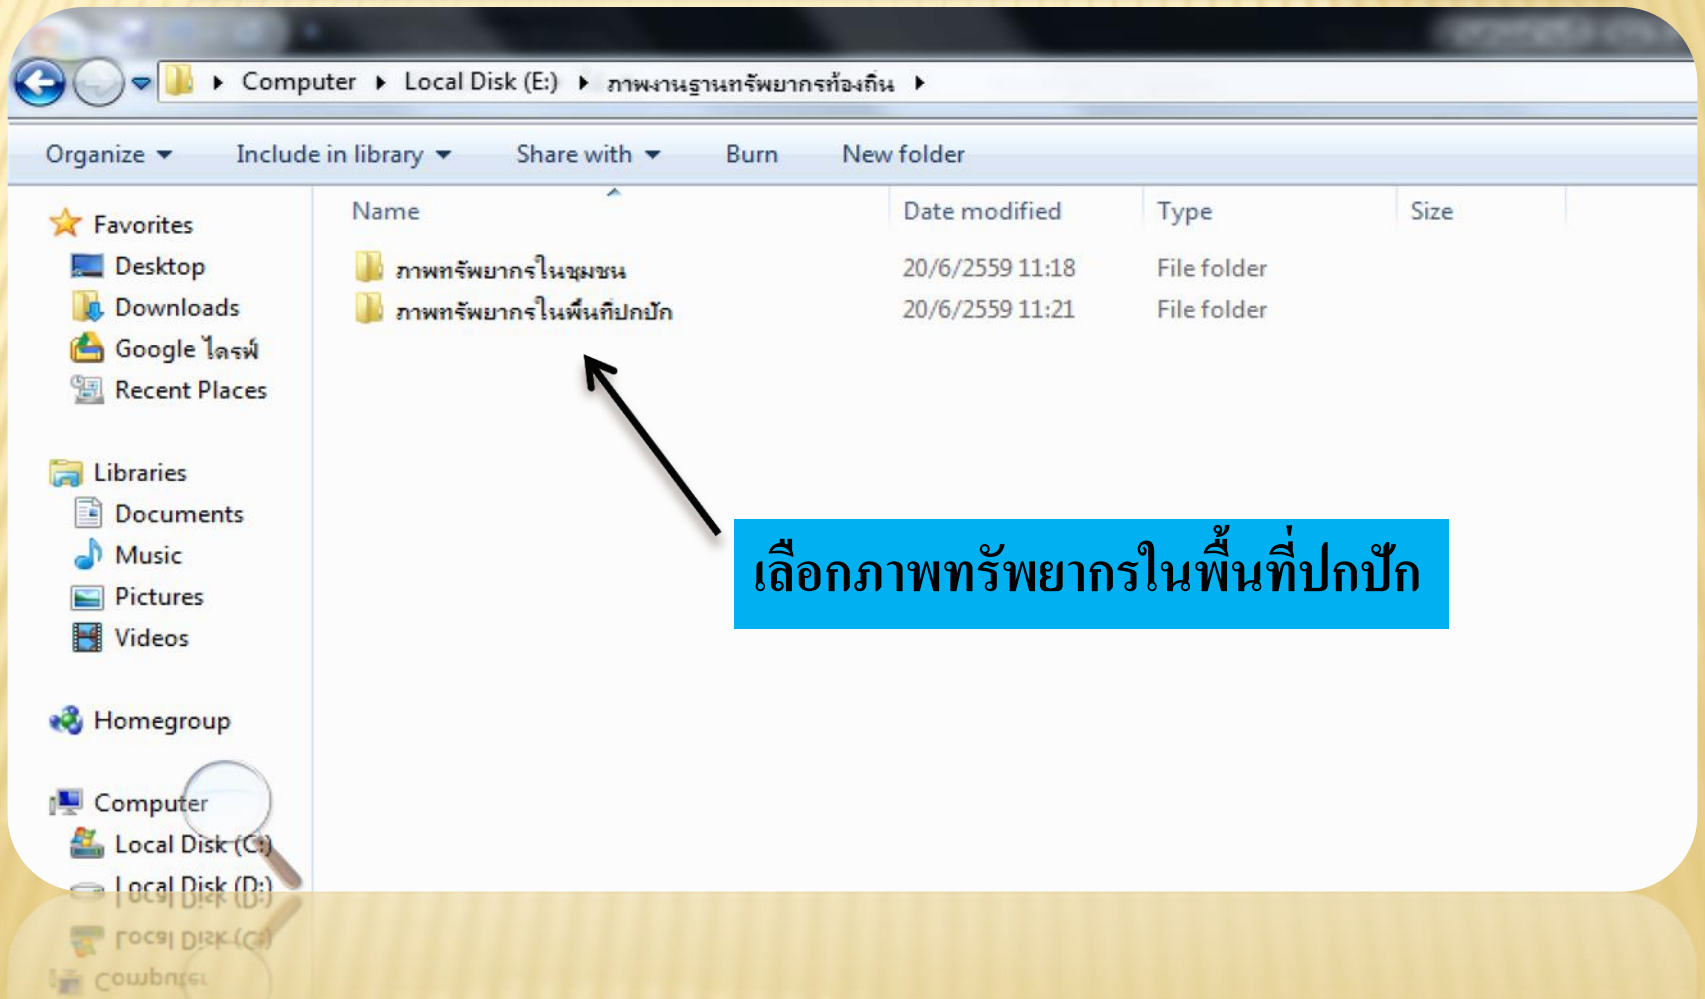 Computer Local Disk (E:) ภาพงานฐานทรัพยากรท้องถิ่น
Organize Include in library Share with Burn New folder
Name Date modified Type Size
ภาพทรัพยากรในชุมชน 20/6/2559 11:18 File folder
ภาพทรัพยากรในพื้นที่ปกปัก 20/6/2559 11:21 File folder
Favorites
Desktop
Downloads
Google ไดรฟ์
Recent Places
Libraries
Documents
Music
Pictures
Videos
Homegroup
Computer
Local Disk (C:)
Local Disk (D:)
เลือกภาพทรัพยากรในพื้นที่ปกปัก